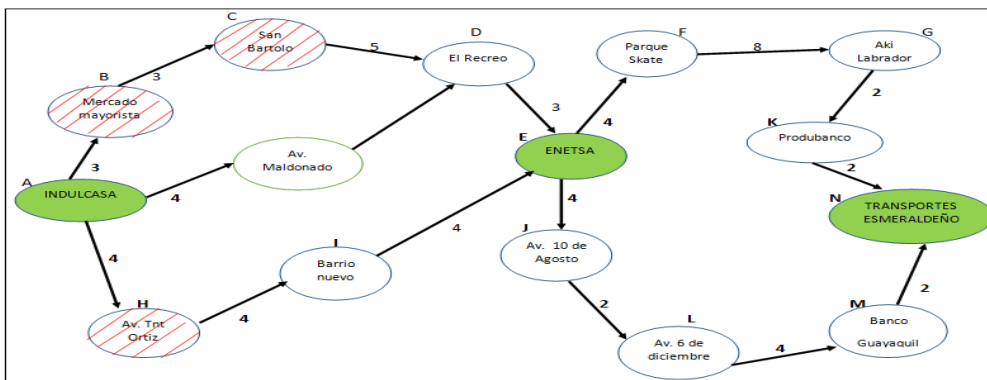 C
San
Bartolo
5
D
El Recreo
B
3
Mercado
mayorista
3
A
INDULCASA
4
Av.
Maldonado
4
H
Av. Tnt
Ortiz
4
I
Barrio
nuevo
4
3
E
ENETSA
4
F
Parque
Skate
8
G
Aki
Labrador
2
K
Produbanco
2
N
TRANSPORTES
ESMERALDEÑO
4
J
Av. 10 de
Agosto
2
L
Av. 6 de
diciembre
4
M
Banco
Guayaquil
2